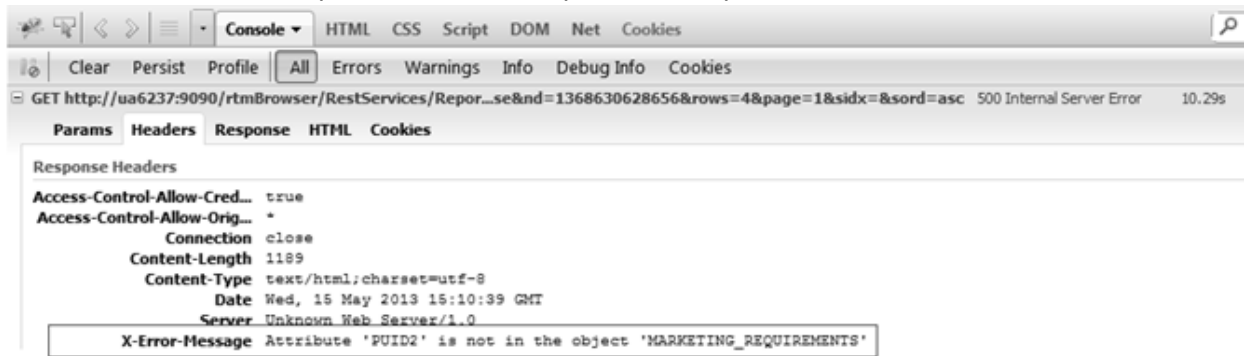 Console HTML CSS Script DOM Net Cookies
Clear Persist Profile All Errors Warnings Info Debug Info Cookies
GET http://ua6237:9090/rtmBrowser/RestServices/Repor...se&nd=1368630628656&rows=4&page=1&sidx=&sord=asc 500 Internal Server Error 10.29s
Params Headers Response HTML Cookies
Response Headers
Access-Control-Allow-Cred... true
Access-Control-Allow-Orig... *
Connection close
Content-Length 1189
Content-Type text/html;charset=utf-8
Date Wed, 15 May 2013 15:10:39 GMT
Server Unknown Web Server/1.0
X-Error-Message Attribute 'PUID2' is not in the object 'MARKETING_REQUIREMENTS'